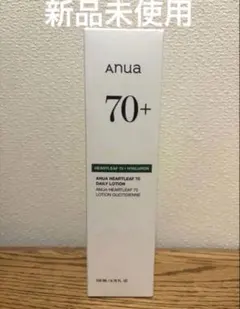 新品未使用
Anua
70+
HEARTLEAF 70 + HYALURON
ANUA HEARTLEAF 70
DAILY LOTION
ANUA HEARTLEAF 70
LOTION QUOTIDIENNE